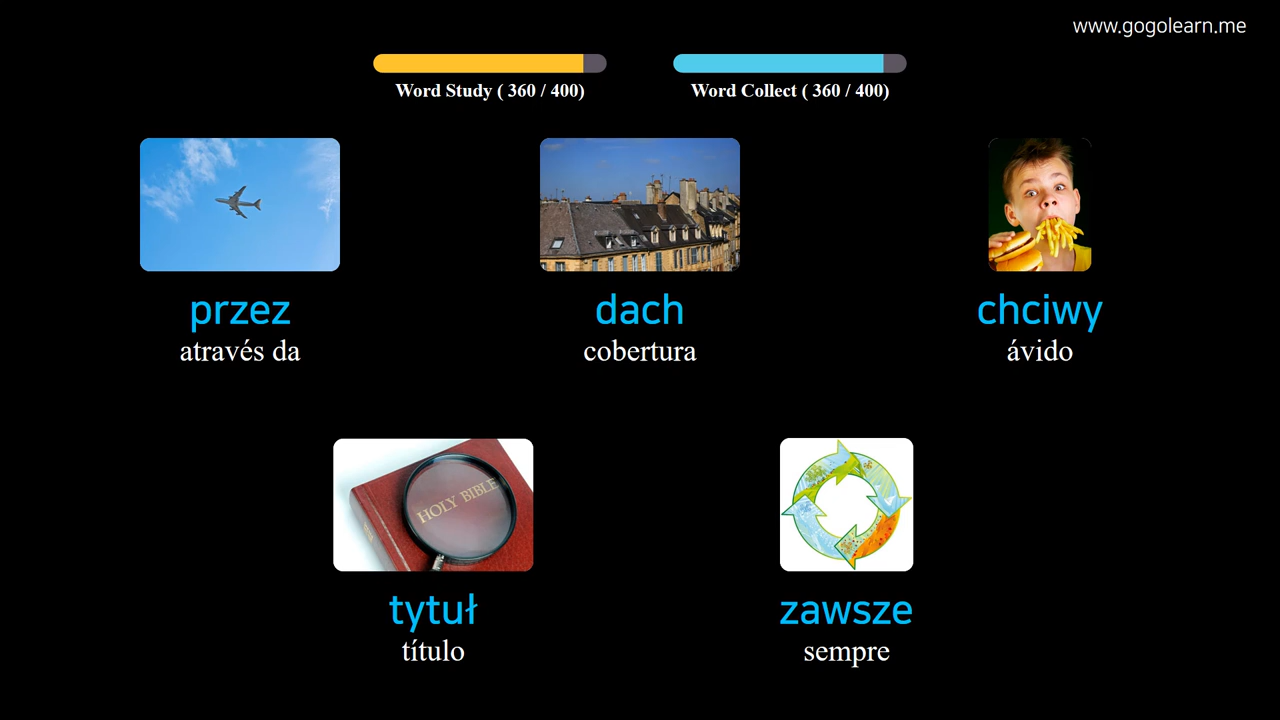 www.gogolearn.me
Word Study ( 360 / 400)
Word Collect ( 360 / 400)
przez
através da
dach
cobertura
chciwy
ávido
HOLY BIBLE
tytuł
título
zawsze
sempre